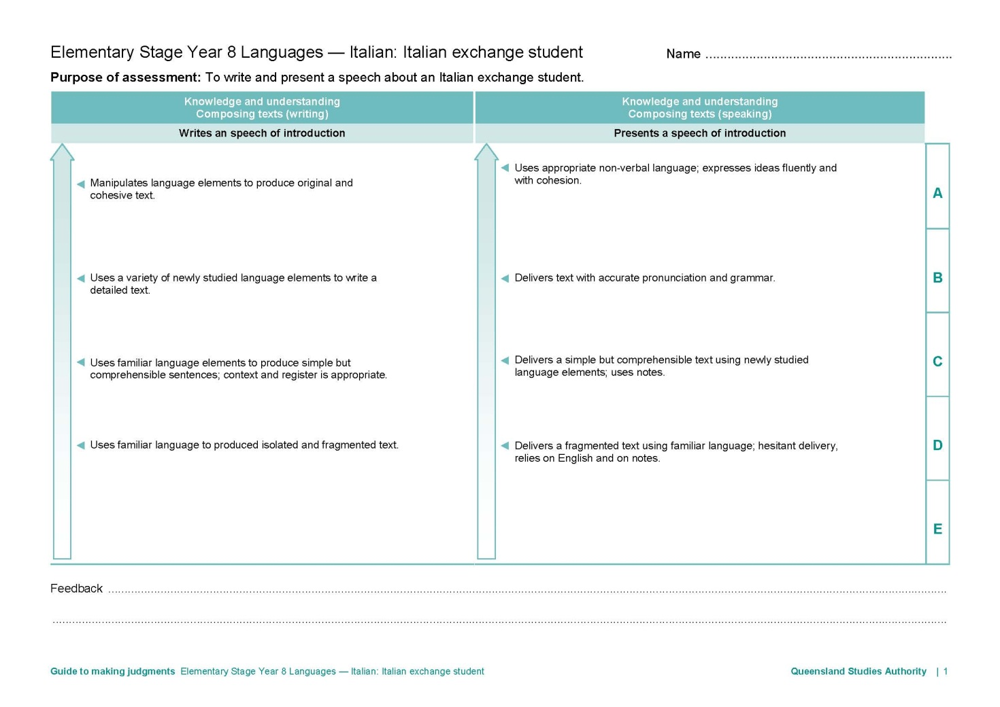 Elementary Stage Year 8 Languages — Italian: Italian exchange student
Name ....................................................................
Purpose of assessment: To write and present a speech about an Italian exchange student.
Knowledge and understanding
Composing texts (writing)
Writes an speech of introduction
Manipulates language elements to produce original and
cohesive text.
Uses a variety of newly studied language elements to write a
detailed text.
Uses familiar language elements to produce simple but
comprehensible sentences; context and register is appropriate.
Uses familiar language to produced isolated and fragmented text.
Knowledge and understanding
Composing texts (speaking)
Presents a speech of introduction
Uses appropriate non-verbal language; expresses ideas fluently and
with cohesion.
Delivers text with accurate pronunciation and grammar.
Delivers a simple but comprehensible text using newly studied
language elements; uses notes.
Delivers a fragmented text using familiar language; hesitant delivery,
relies on English and on notes.
A
B
C
D
E
Feedback ....................................................................
....................................................................
Guide to making judgments Elementary Stage Year 8 Languages — Italian: Italian exchange student
Queensland Studies Authority | 1